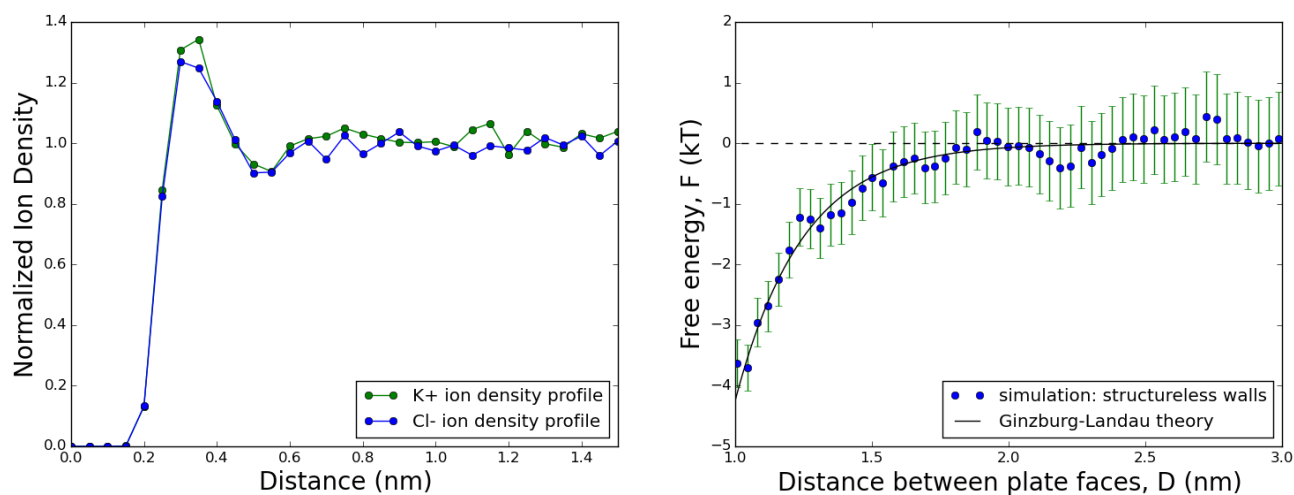 1.4
1.2
1.0
0.8
0.6
0.4
0.2
0.0
Normalized Ion Density
K+ ion density profile
Cl- ion density profile
0.0 0.2 0.4 0.6 0.8 1.0 1.2 1.4
Distance (nm)
2
1
0
−1
−2
−3
−4
−5
Free energy, F (kT)
simulation: structureless walls
Ginzburg-Landau theory
1.0 1.5 2.0 2.5 3.0
Distance between plate faces, D (nm)